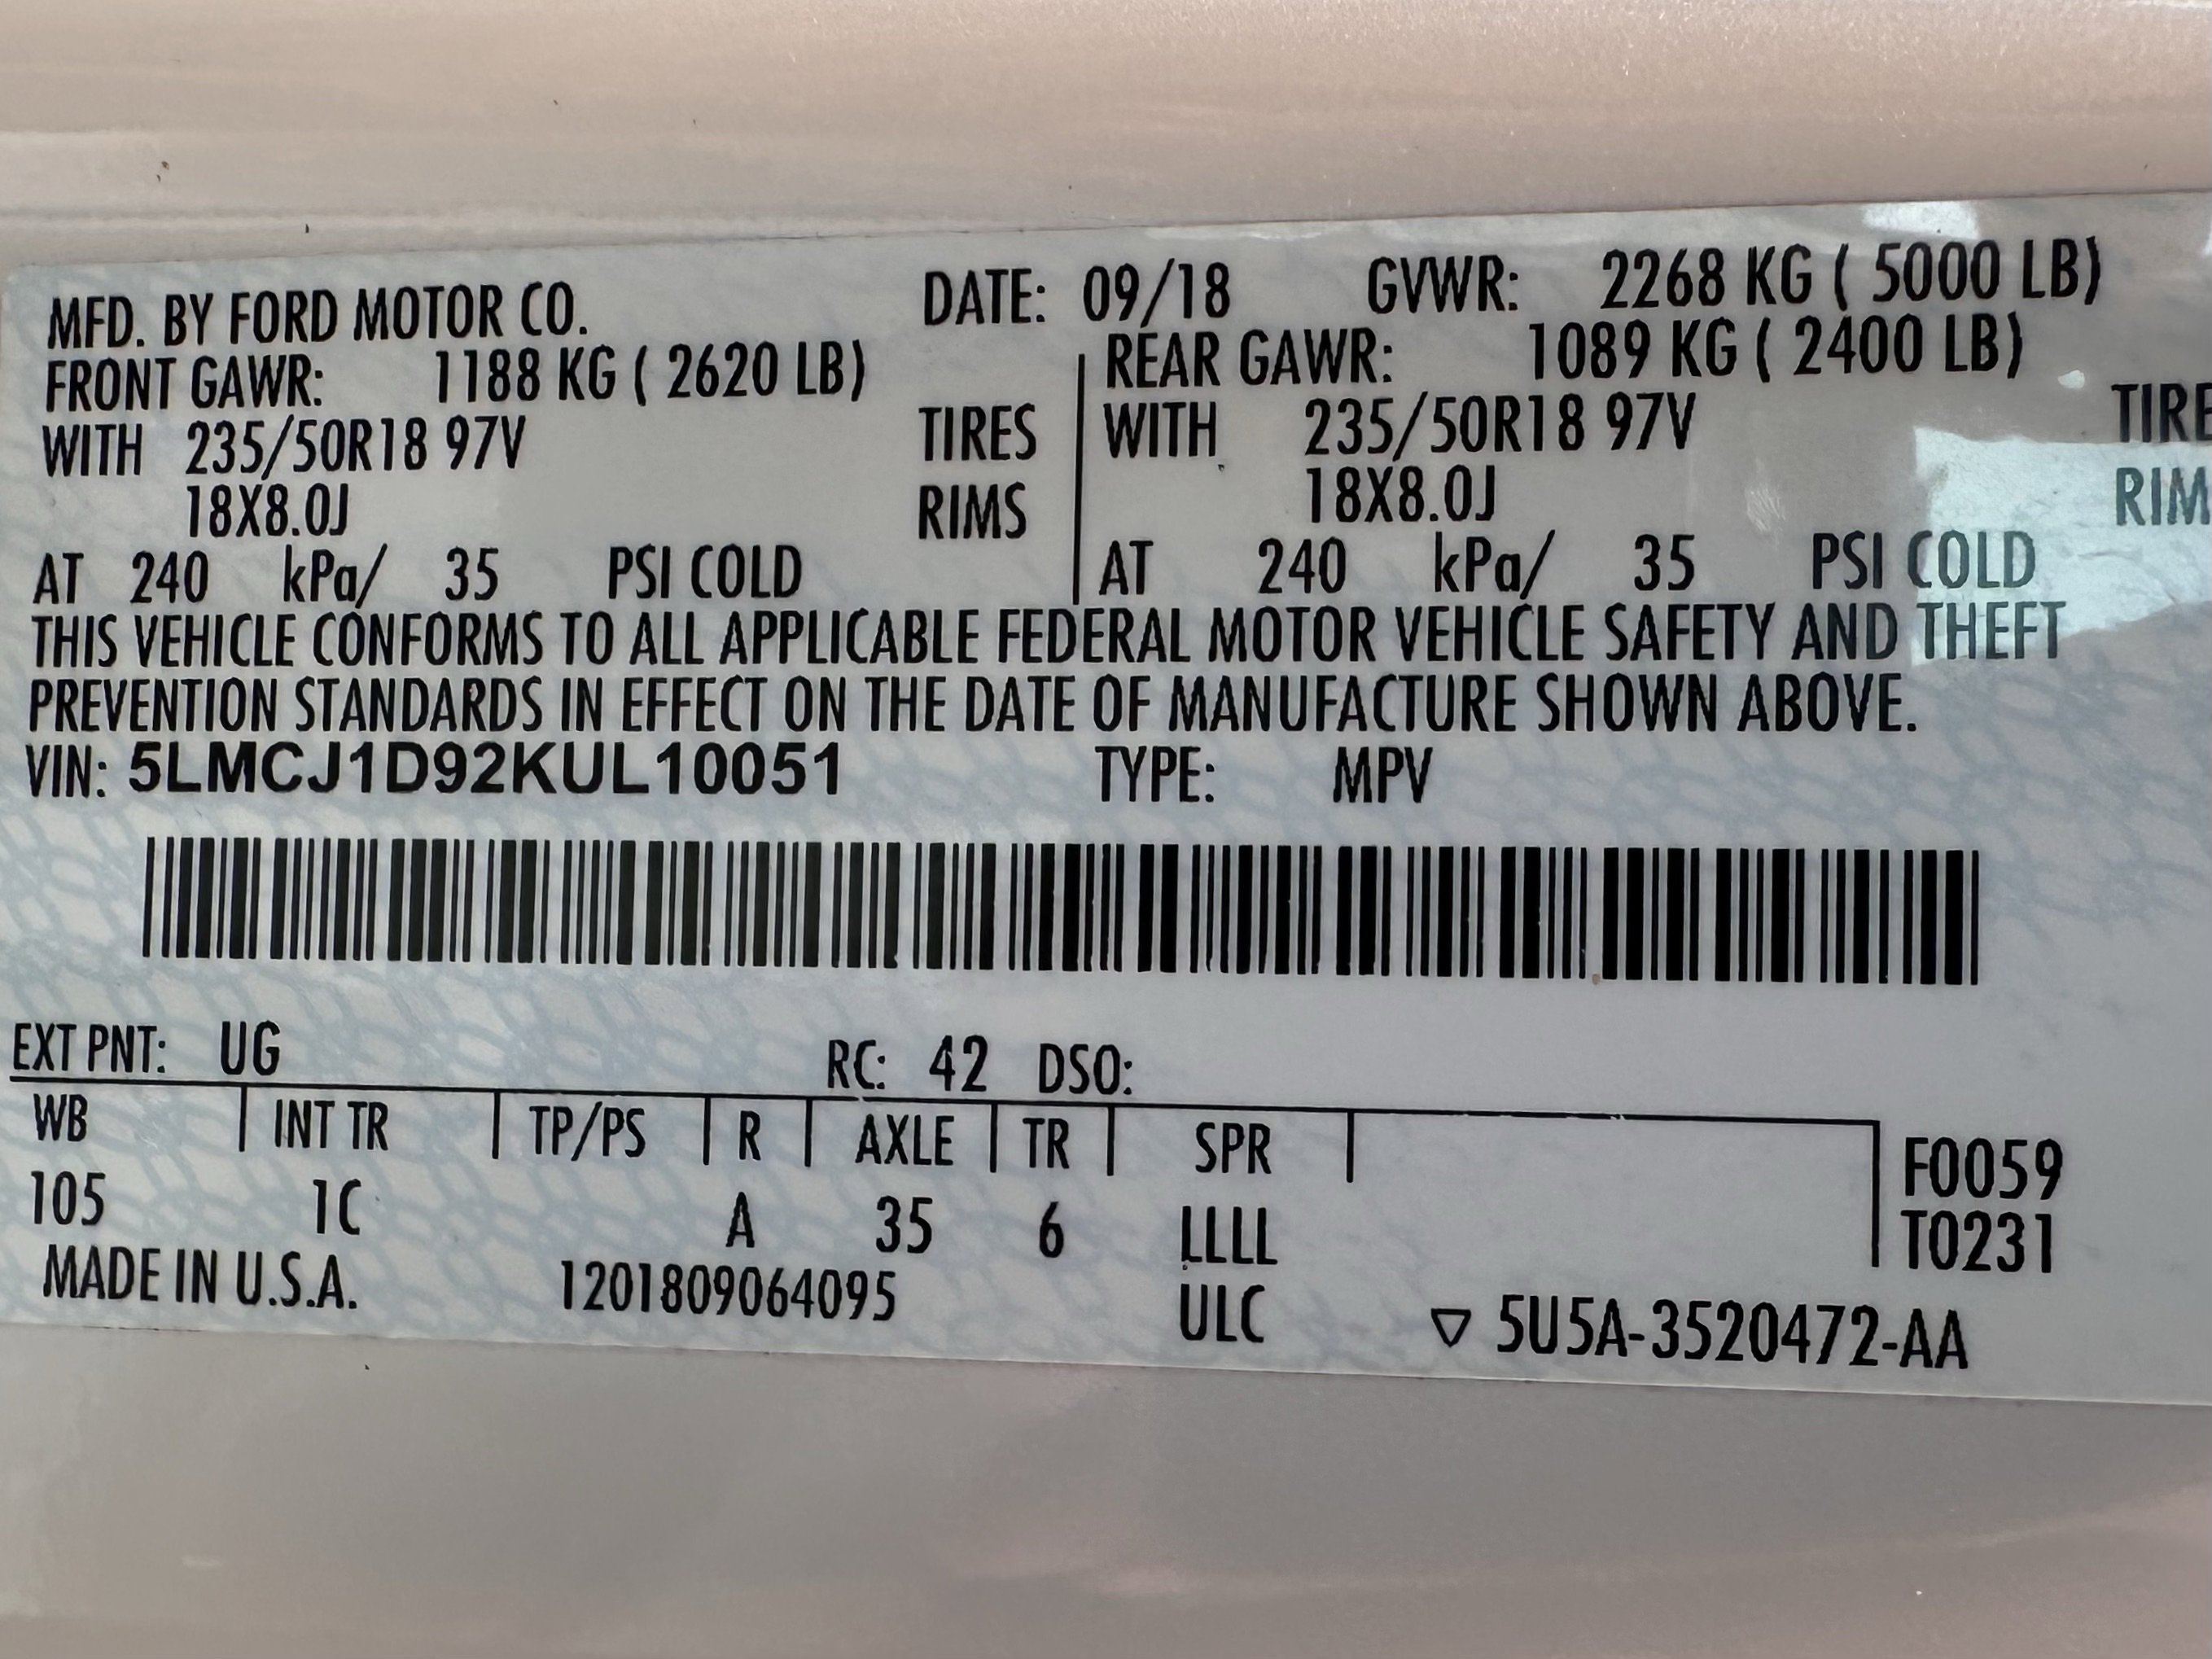 MFD. BY FORD MOTOR CO. DATE: 09/18 GVWR: 2268 KG ( 5000 LB)
FRONT GAWR: 1188 KG ( 2620 LB) REAR GAWR: 1089 KG ( 2400 LB)
WITH 235/50R18 97V TIRES WITH 235/50R18 97V TIRE
18X8.0J RIMS 18X8.0J RIM
AT 240 kPa/ 35 PSI COLD AT 240 kPa/ 35 PSI COLD
THIS VEHICLE CONFORMS TO ALL APPLICABLE FEDERAL MOTOR VEHICLE SAFETY AND THEFT
PREVENTION STANDARDS IN EFFECT ON THE DATE OF MANUFACTURE SHOWN ABOVE.
VIN: 5LMCJ1D92KUL10051 TYPE: MPV
EXT PNT: UG RC: 42 DSO:
WB INT TR TP/PS R AXLE TR SPR F0059
105 1C A 35 6 LLLL T0231
MADE IN U.S.A. 1201809064095 ULC ▽ 5U5A-3520472-AA